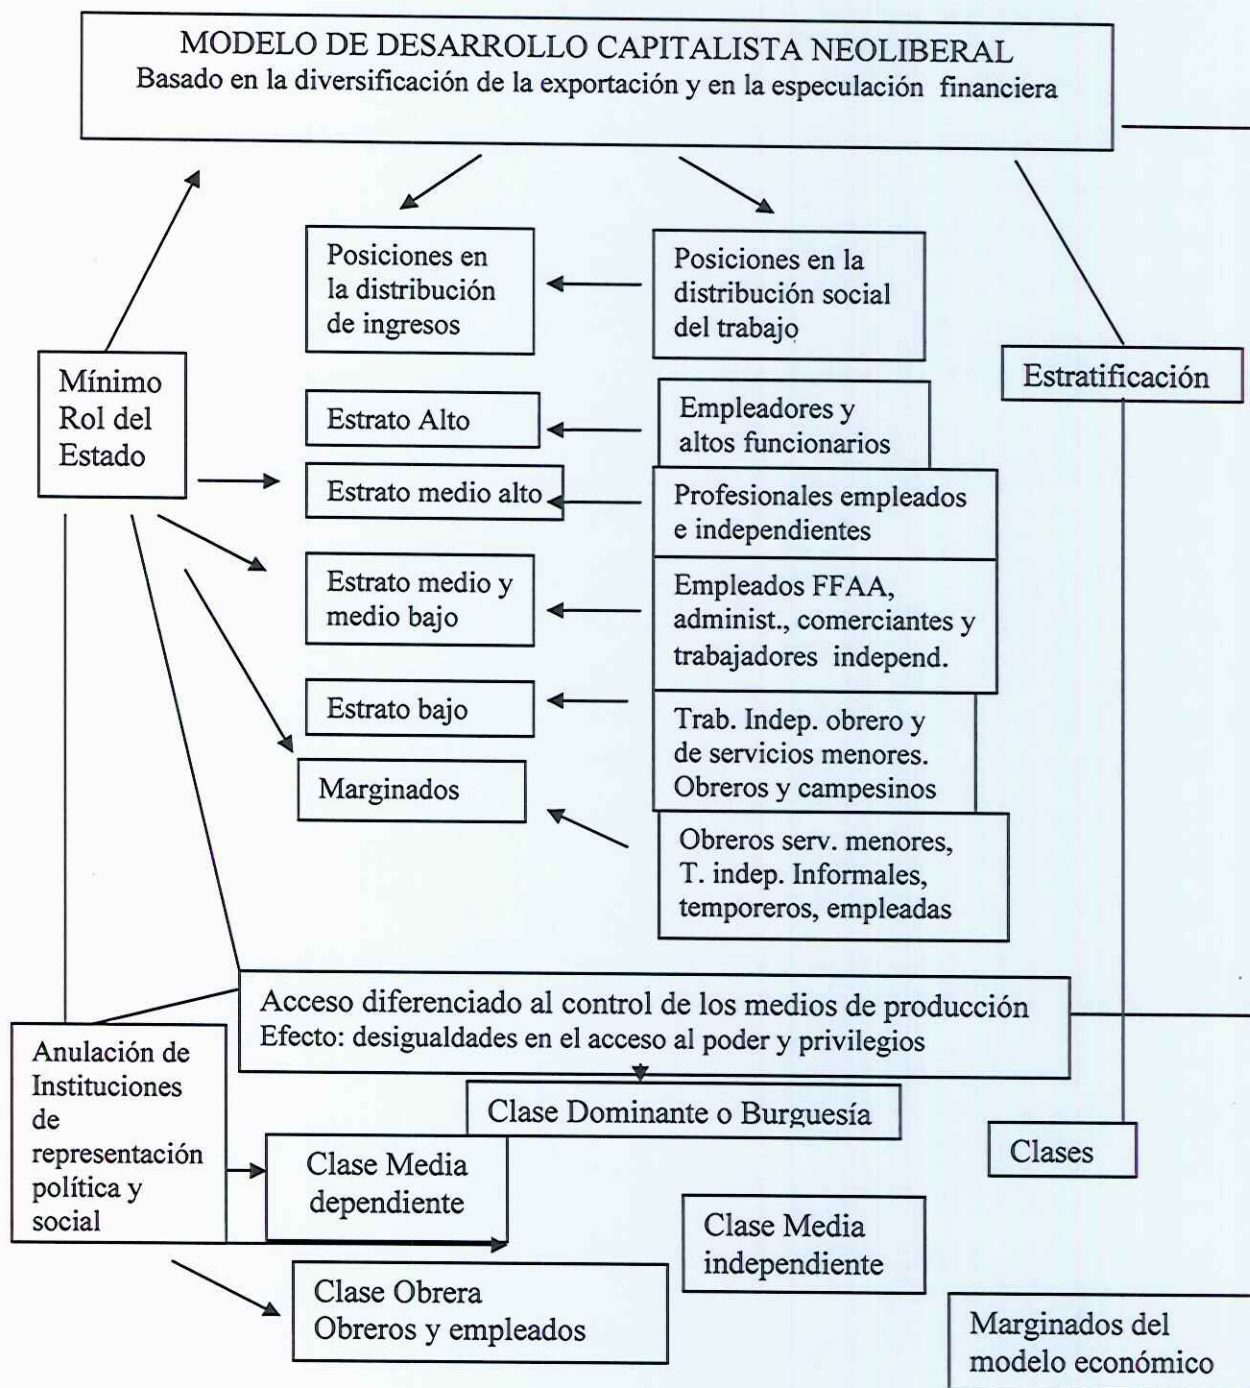 MODELO DE DESARROLLO CAPITALISTA NEOLIBERAL
Basado en la diversificación de la exportación y en la especulación financiera
Posiciones en
la distribución
de ingresos
Posiciones en la
distribución social
del trabajo
Mínimo
Rol del
Estado
Estratificación
Estrato Alto
Empleadores y
altos funcionarios
Estrato medio alto
Profesionales empleados
e independientes
Estrato medio y
medio bajo
Empleados FFAA,
administ., comerciantes y
trabajadores independ.
Estrato bajo
Trab. Indep. obrero y
de servicios menores.
Obreros y campesinos
Marginados
Obreros serv. menores,
T. indep. Informales,
temporeros, empleadas
Acceso diferenciado al control de los medios de producción
Efecto: desigualdades en el acceso al poder y privilegios
Anulación de
Instituciones
de
representación
política y
social
Clase Dominante o Burguesía
Clase Media
dependiente
Clases
Clase Media
independiente
Clase Obrera
Obreros y empleados
Marginados del
modelo económico